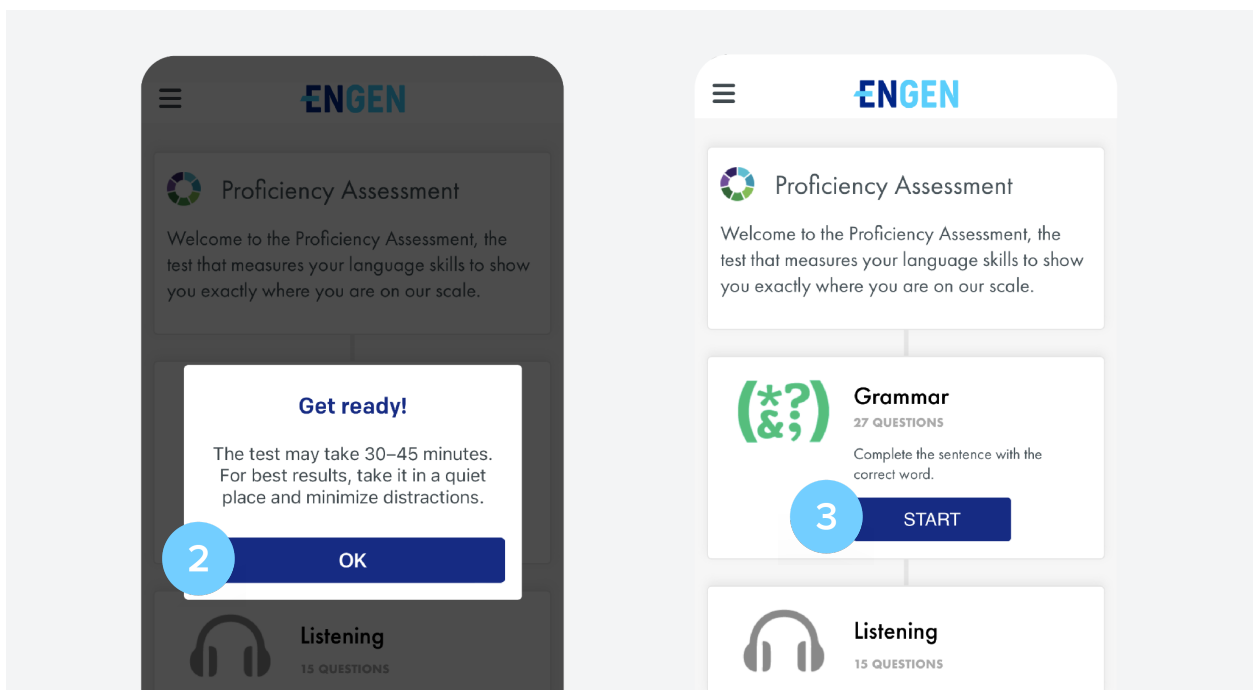 ENGEN
Proficiency Assessment
Welcome to the Proficiency Assessment, the
test that measures your language skills to show
you exactly where you are on our scale.
Get ready!
The test may take 30–45 minutes.
For best results, take it in a quiet
place and minimize distractions.
2
OK
Listening
15 QUESTIONS
ENGEN
Proficiency Assessment
Welcome to the Proficiency Assessment, the
test that measures your language skills to show
you exactly where you are on our scale.
(*?&;)
Grammar
27 QUESTIONS
Complete the sentence with the
correct word.
3
START
Listening
15 QUESTIONS